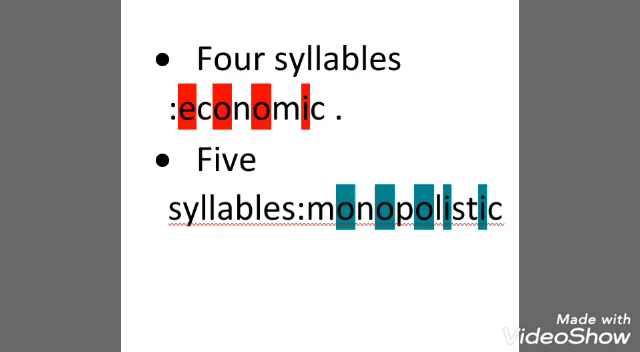 • Four syllables
:economic .
• Five
syllables:monopolistic
Made with
VideoShow